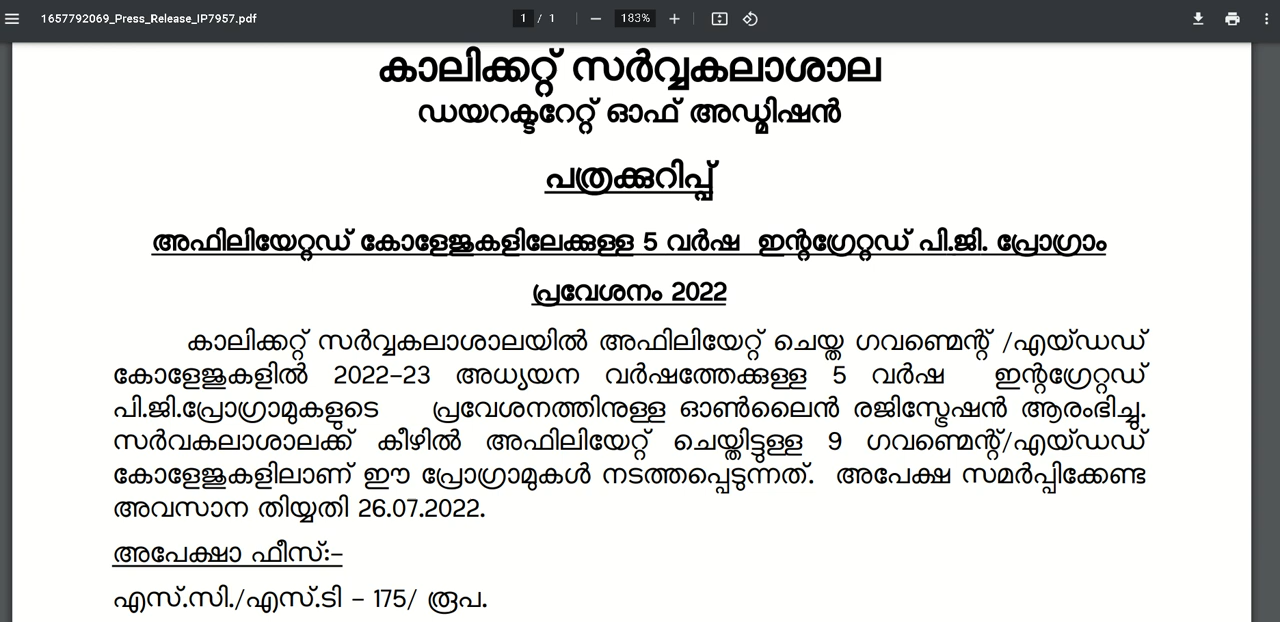 1657792069_Press_Release_IP7957.pdf
1 / 1
183%
കാലിക്കറ്റ് സർവ്വകലാശാല
ഡയറക്ടറേറ്റ് ഓഫ് അഡ്മിഷൻ
പത്രക്കുറിപ്പ്
അഫിലിയേറ്റഡ് കോളേജുകളിലേക്കുള്ള 5 വർഷ ഇന്റഗ്രേറ്റഡ് പി.ജി. പ്രോഗ്രാം
പ്രവേശനം 2022
കാലിക്കറ്റ് സർവ്വകലാശാലയിൽ അഫിലിയേറ്റ് ചെയ്ത ഗവണ്മെന്റ് /എയ്ഡഡ്
കോളേജുകളിൽ 2022-23 അധ്യയന വർഷത്തേക്കുള്ള 5 വർഷ ഇന്റഗ്രേറ്റഡ്
പി.ജി.പ്രോഗ്രാമുകളുടെ പ്രവേശനത്തിനുള്ള ഓൺലൈൻ രജിസ്ട്രേഷൻ ആരംഭിച്ചു.
സർവകലാശാലക്ക് കീഴിൽ അഫിലിയേറ്റ് ചെയ്തിട്ടുള്ള 9 ഗവണ്മെന്റ്/എയ്ഡഡ്
കോളേജുകളിലാണ് ഈ പ്രോഗ്രാമുകൾ നടത്തപ്പെടുന്നത്. അപേക്ഷ സമർപ്പിക്കേണ്ട
അവസാന തിയ്യതി 26.07.2022.
അപേക്ഷാ ഫീസ്:-
എസ്.സി./എസ്.ടി - 175/ രൂപ.